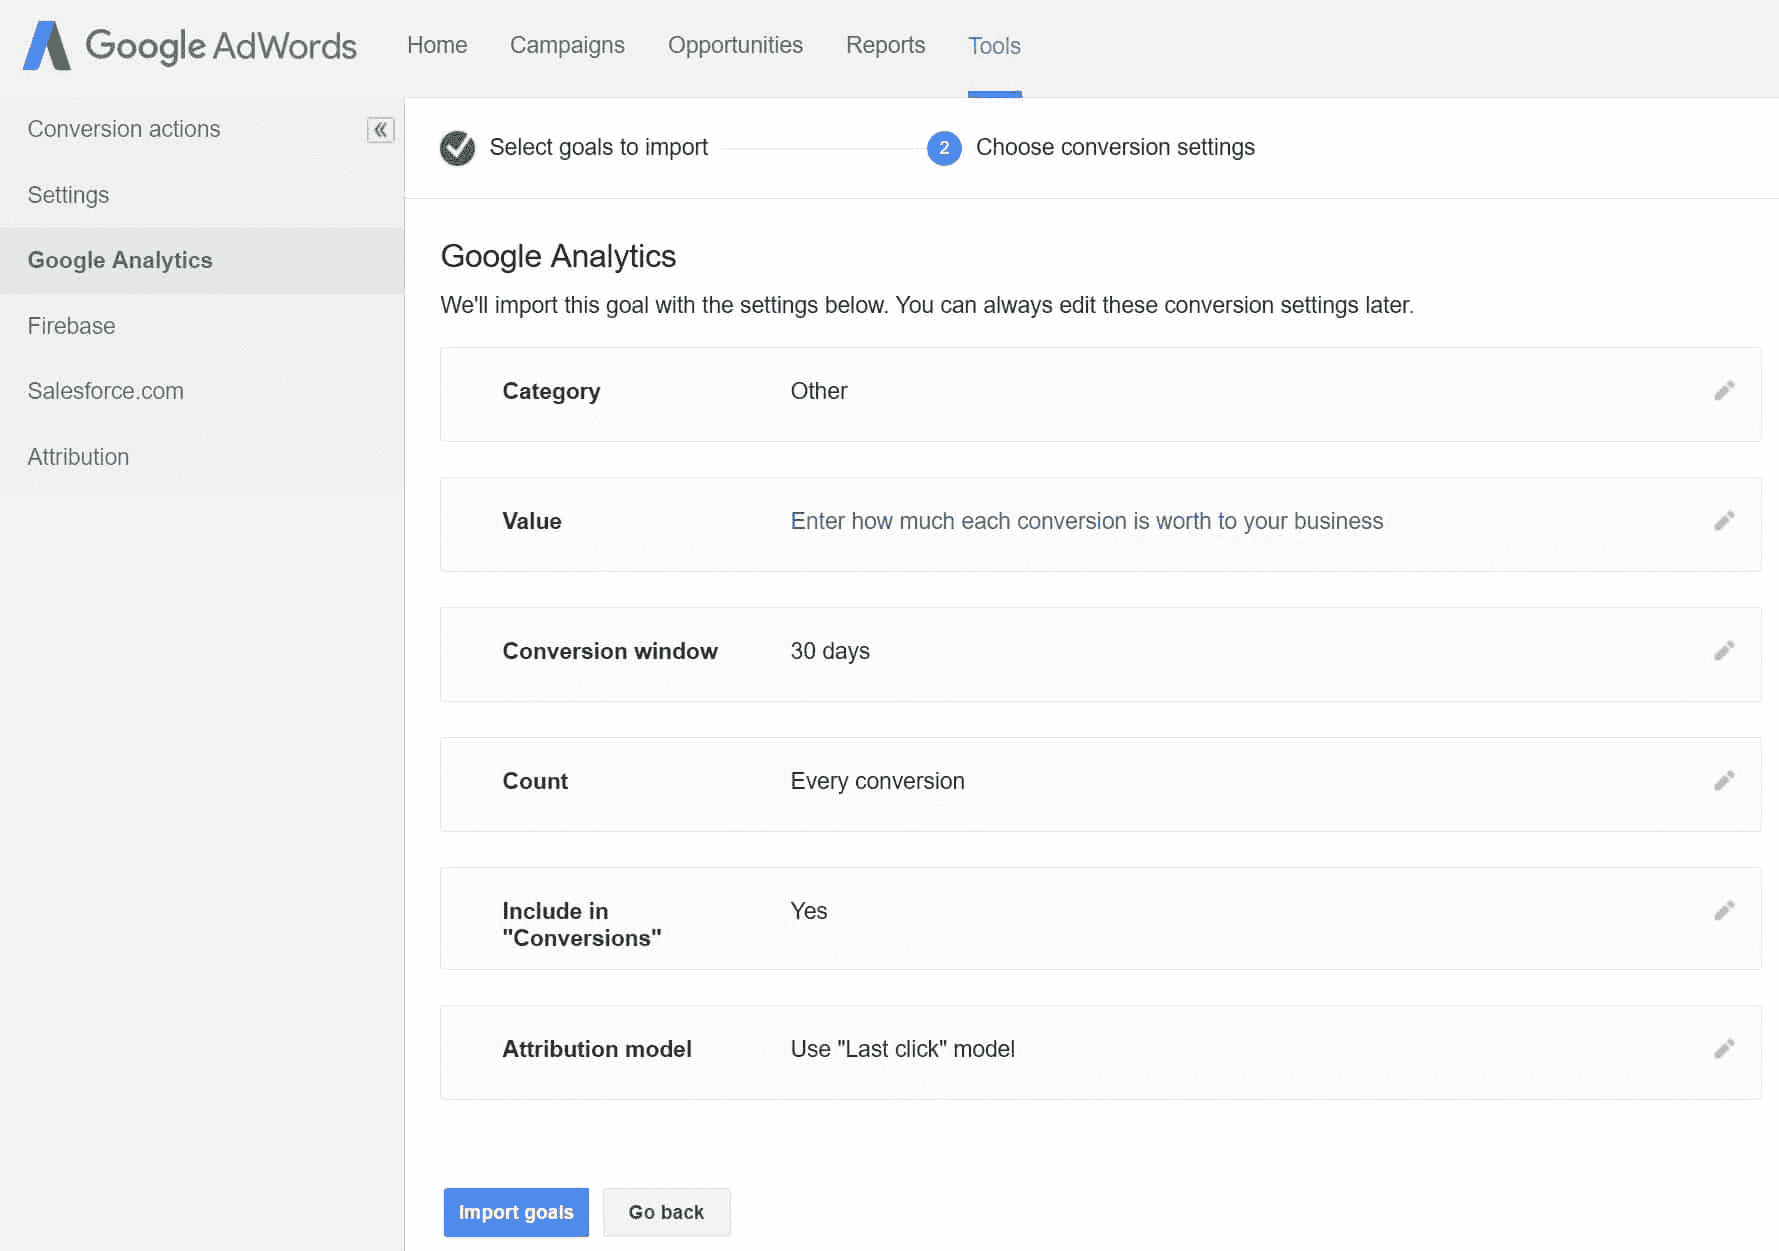 Google AdWords Home Campaigns Opportunities Reports Tools
Conversion actions
Settings
Google Analytics
Firebase
Salesforce.com
Attribution
Select goals to import 2 Choose conversion settings
Google Analytics
We'll import this goal with the settings below. You can always edit these conversion settings later.
Category Other
Value Enter how much each conversion is worth to your business
Conversion window 30 days
Count Every conversion
Include in Yes
"Conversions"
Attribution model Use "Last click" model
Import goals Go back